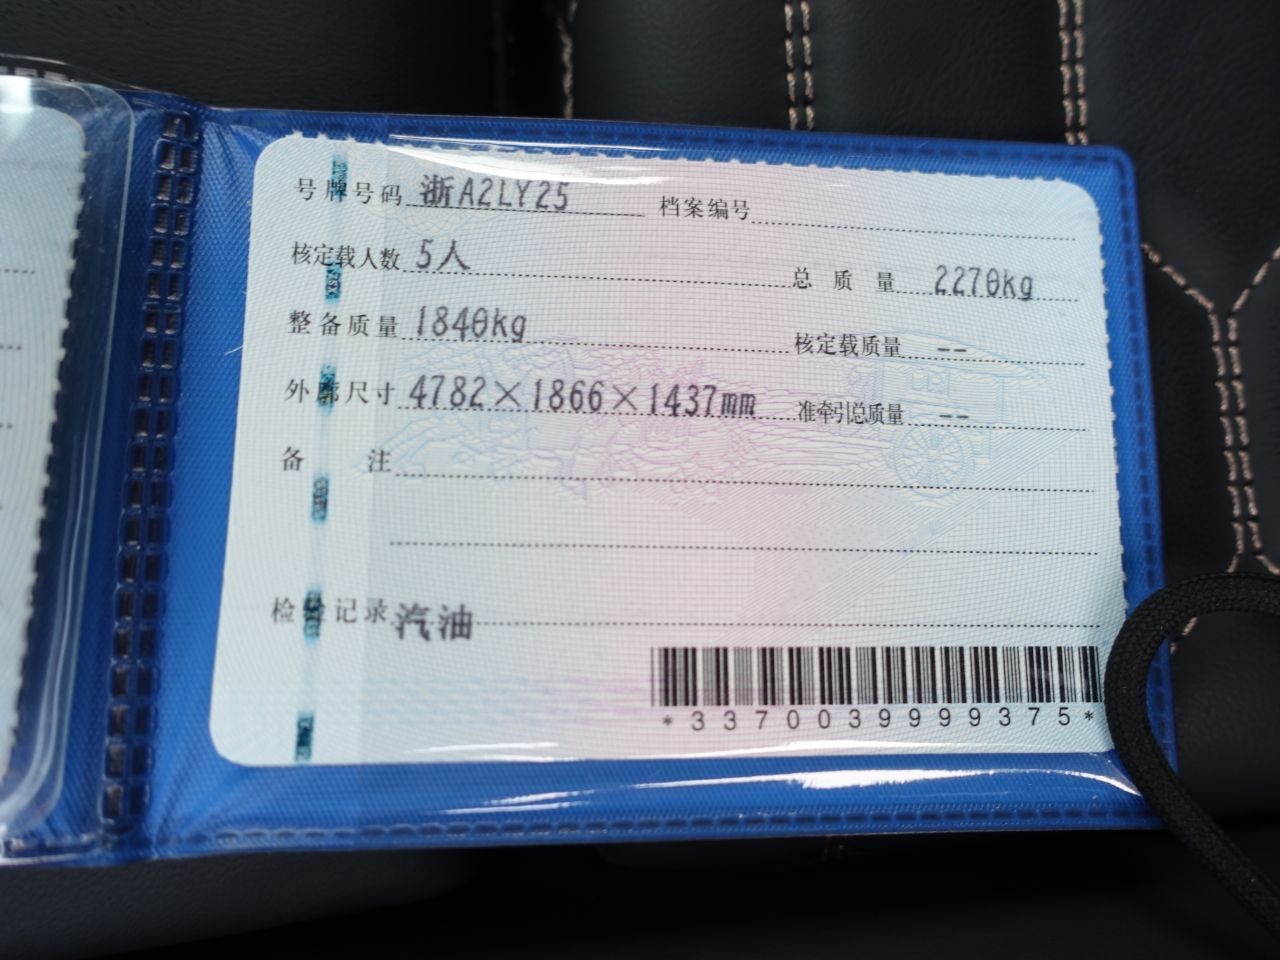 号牌号码 浙A2LY25 档案编号
核定载人数 5人 总质量 2270kg
整备质量 1840kg 核定载质量 --
外廓尺寸 4782×1866×1437mm 准牵引总质量 --
备注
检验记录 汽油
*3370039999375*